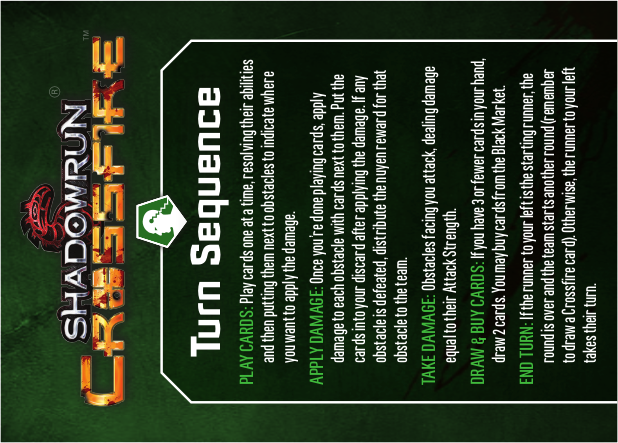 SHADOWRUN ®
CROSSFIRE ™
Turn Sequence
PLAY CARDS: Play cards one at a time, resolving their abilities
and then putting them next to obstacles to indicate where
you want to apply the damage.
APPLY DAMAGE: Once you're done playing cards, apply
damage to each obstacle with cards next to them. Put the
cards into your discard after applying the damage. If any
obstacle is defeated, distribute the nuyen reward for that
obstacle to the team.
TAKE DAMAGE: Obstacles facing you attack, dealing damage
equal to their Attack Strength.
DRAW & BUY CARDS: If you have 3 or fewer cards in your hand,
draw 2 cards. You may buy cards from the Black Market.
END TURN: If the runner to your left is the starting runner, the
round is over and the team starts another round (remember
to draw a Crossfire card). Otherwise, the runner to your left
takes their turn.